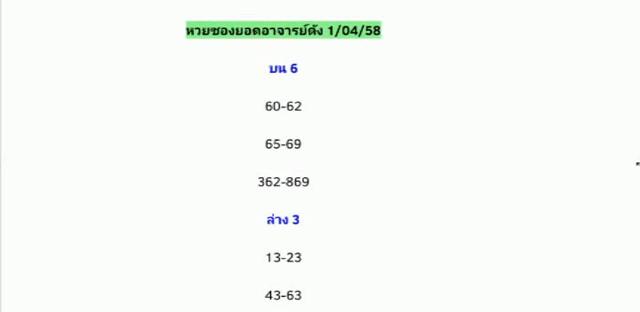 หวยซองยอดอาจารย์ดัง 1/04/58
บน 6
60-62
65-69
362-869
ล่าง 3
13-23
43-63